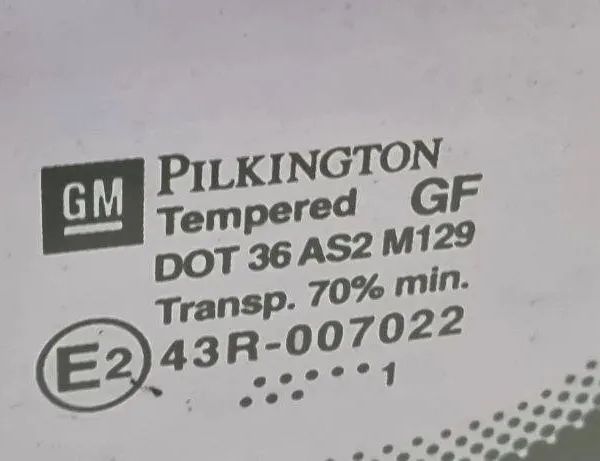 GM
PILKINGTON
Tempered GF
DOT 36 AS2 M129
Transp. 70% min.
E2 43R-007022
1